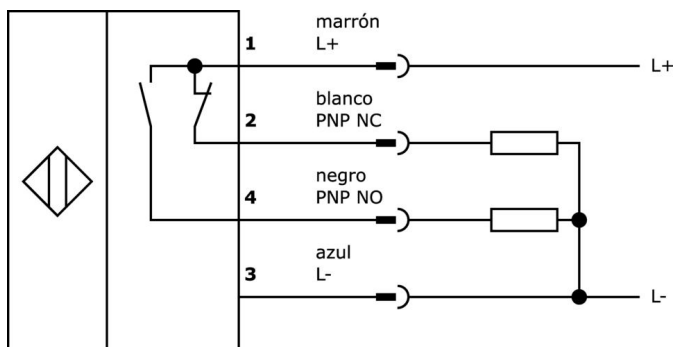 marrón
1 L+
L+
blanco
2 PNP NC
negro
4 PNP NO
azul
3 L-
L-